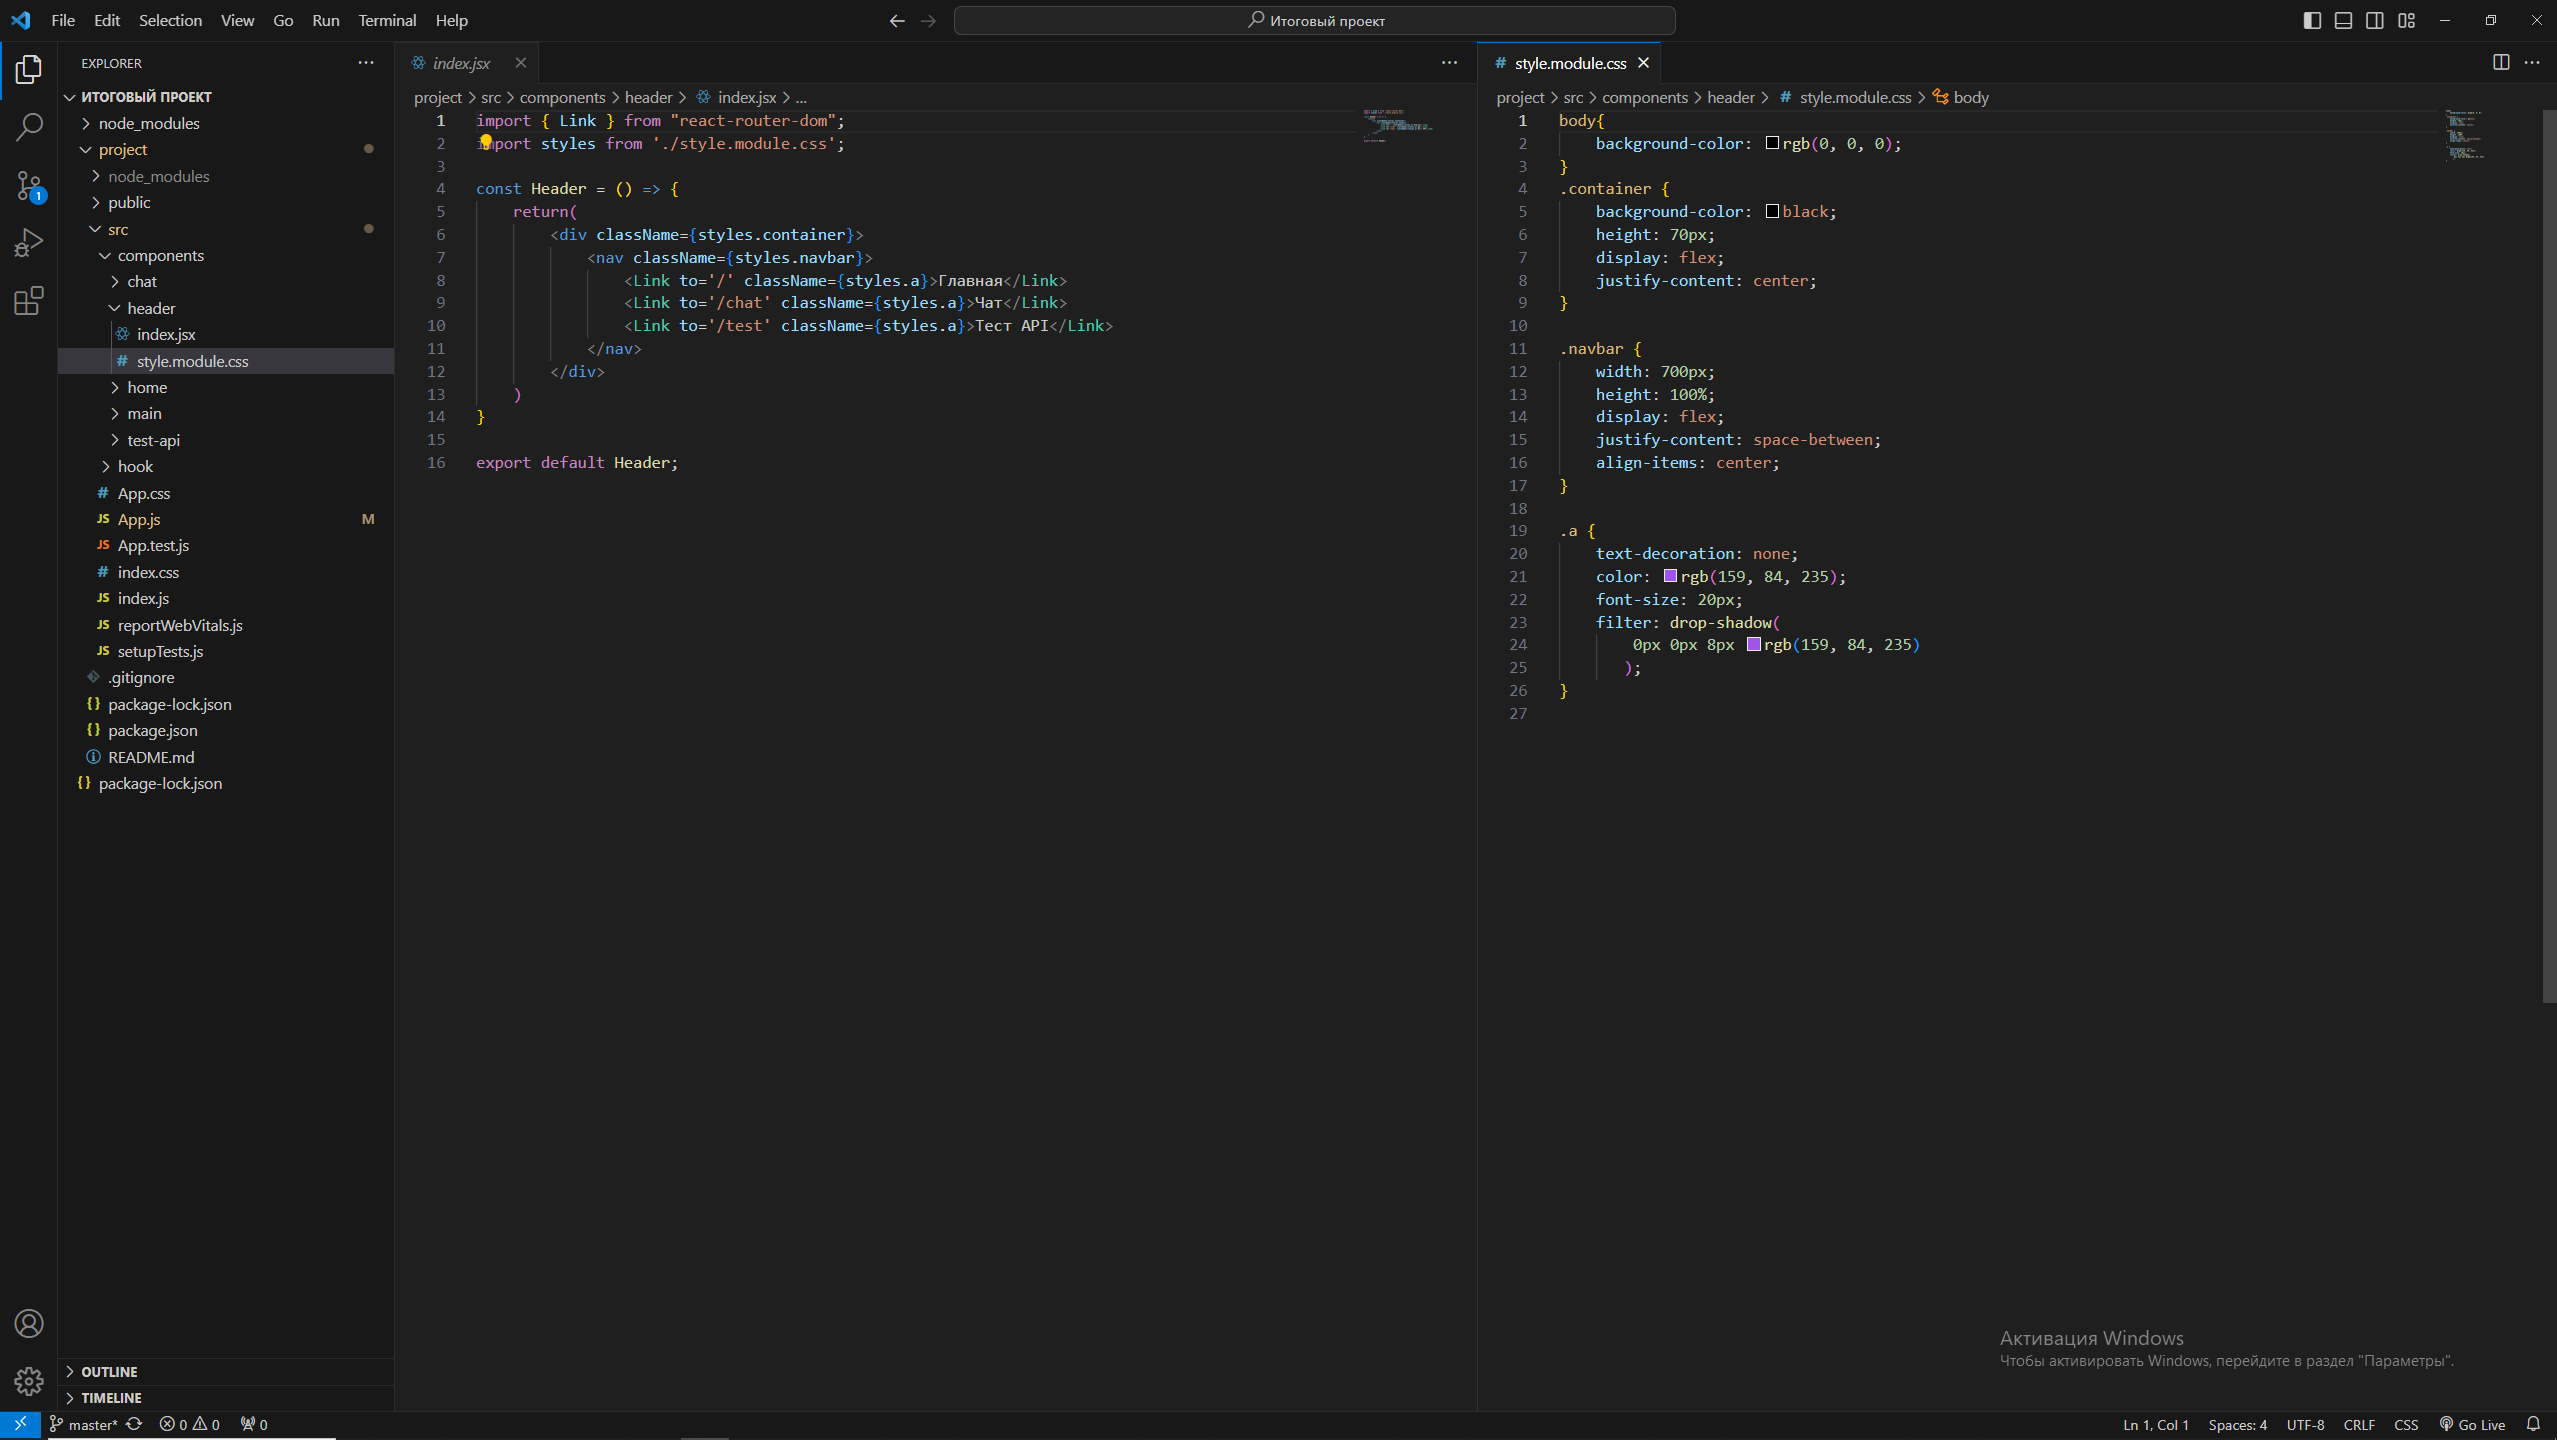 File Edit Selection View Go Run Terminal Help
Итоговый проект
EXPLORER
ИТОГОВЫЙ ПРОЕКТ
node_modules
project
node_modules
public
src
components
chat
header
index.jsx
style.module.css
home
main
test-api
hook
App.css
App.js M
App.test.js
index.css
index.js
reportWebVitals.js
setupTests.js
.gitignore
package-lock.json
package.json
README.md
package-lock.json
OUTLINE
TIMELINE
1
index.jsx
project > src > components > header > index.jsx > ...
1 import { Link } from "react-router-dom";
2 import styles from './style.module.css';
3
4 const Header = () => {
5 return(
6 <div className={styles.container}>
7 <nav className={styles.navbar}>
8 <Link to='/' className={styles.a}>Главная</Link>
9 <Link to='/chat' className={styles.a}>Чат</Link>
10 <Link to='/test' className={styles.a}>Тест API</Link>
11 </nav>
12 </div>
13 )
14 }
15
16 export default Header;
style.module.css
project > src > components > header > # style.module.css > body
1 body{
2 background-color: rgb(0, 0, 0);
3 }
4 .container {
5 background-color: black;
6 height: 70px;
7 display: flex;
8 justify-content: center;
9 }
10
11 .navbar {
12 width: 700px;
13 height: 100%;
14 display: flex;
15 justify-content: space-between;
16 align-items: center;
17 }
18
19 .a {
20 text-decoration: none;
21 color: rgb(159, 84, 235);
22 font-size: 20px;
23 filter: drop-shadow(
24 0px 0px 8px rgb(159, 84, 235)
25 );
26 }
27
Активация Windows
Чтобы активировать Windows, перейдите в раздел "Параметры".
master* 0 0 0
Ln 1, Col 1 Spaces: 4 UTF-8 CRLF CSS Go Live